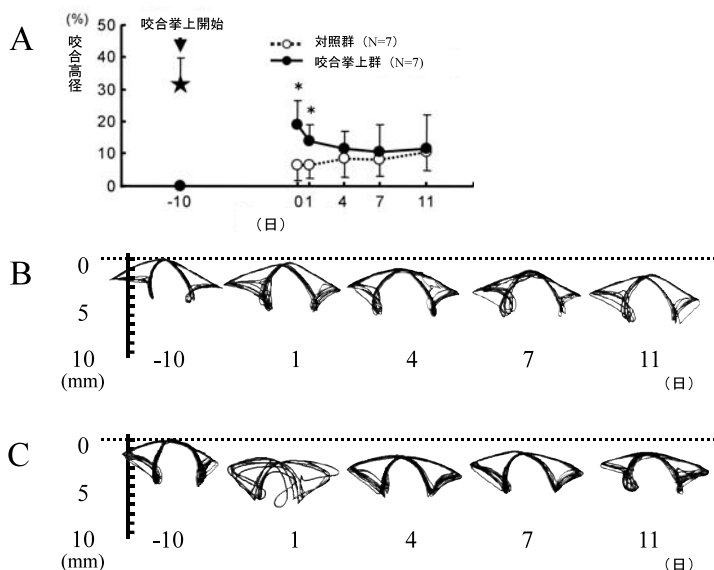 A
(%)
咬合挙上開始
50
40
30
20
10
0
咬合高径
対照群（N=7）
咬合挙上群（N=7）
*
*
-10 0 1 4 7 11
（日）
B
0
5
10
(mm)
-10 1 4 7 11
（日）
C
0
5
10
(mm)
-10 1 4 7 11
（日）